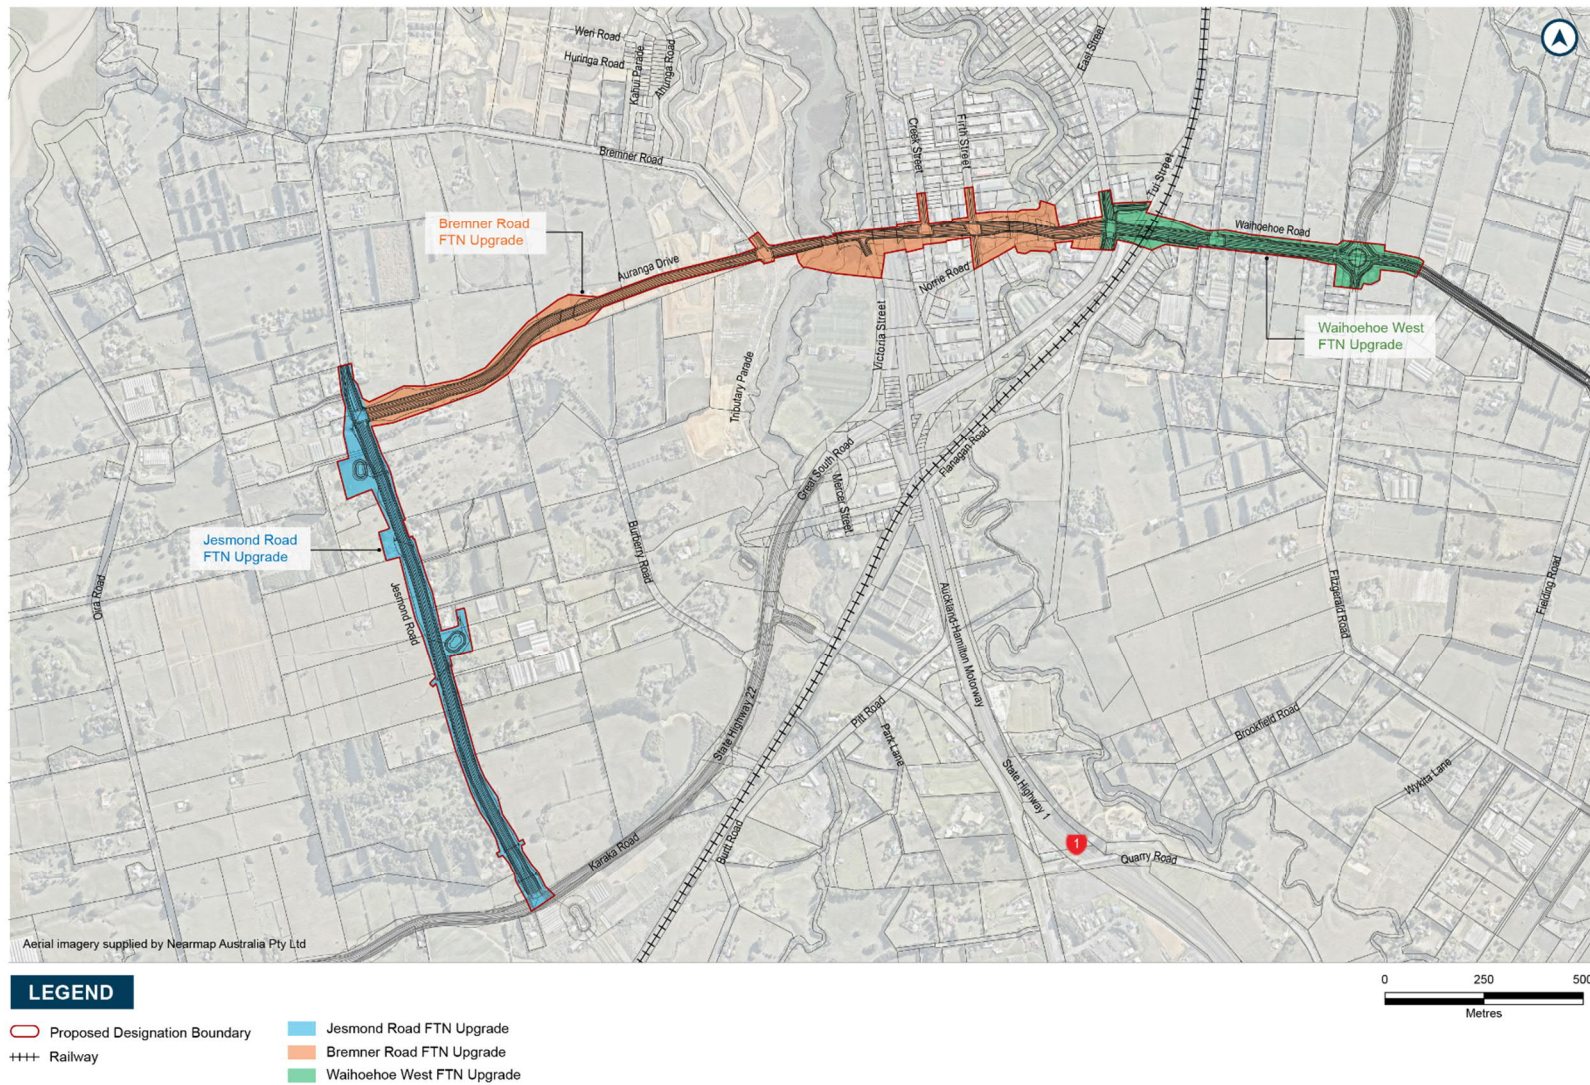 Weri Road
Huringa Road
Kahui Parade
Ahunga Road
East Street
Bremner Road
Creek Street
Firth Street
Tui Street
Bremner Road
FTN Upgrade
Auranga Drive
Norrie Road
Waihoehoe Road
Waihoehoe West
FTN Upgrade
Victoria Street
Tributary Parade
Great South Road
Flanagan Road
Mercer Street
Jesmond Road
FTN Upgrade
Oira Road
Jesmond Road
Burberry Road
Auckland-Hamilton Motorway
Fitzgerald Road
Fielding Road
State Highway 22
Pitt Road
Park Lane
Brookfield Road
Wykita Lane
State Highway 1
1
Quarry Road
Karaka Road
Burtt Road
Aerial imagery supplied by Nearmap Australia Pty Ltd
LEGEND
Proposed Designation Boundary
Railway
Jesmond Road FTN Upgrade
Bremner Road FTN Upgrade
Waihoehoe West FTN Upgrade
0 250 500
Metres